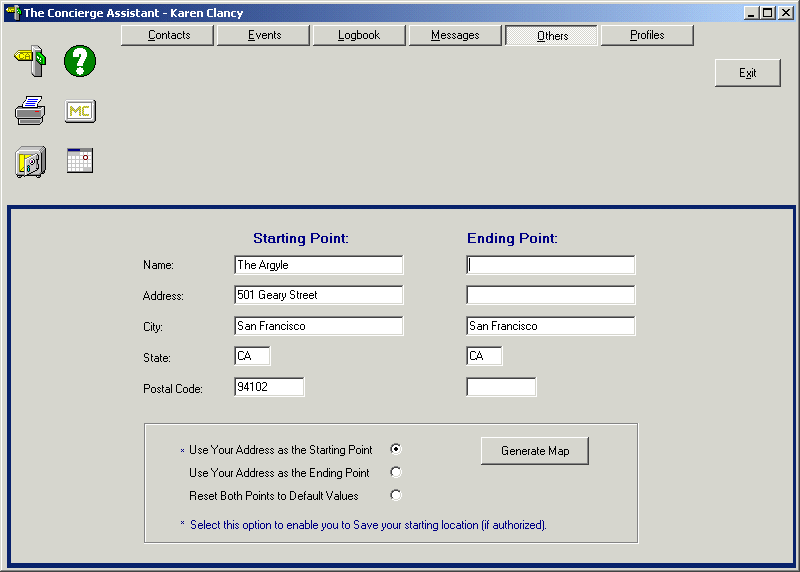 The Concierge Assistant - Karen Clancy
Contacts Events Logbook Messages Others Profiles
CA ?
Exit
MC
Starting Point: Ending Point:
Name: The Argyle
Address: 501 Geary Street
City: San Francisco San Francisco
State: CA CA
Postal Code: 94102
* Use Your Address as the Starting Point Generate Map
Use Your Address as the Ending Point
Reset Both Points to Default Values
* Select this option to enable you to Save your starting location (if authorized).